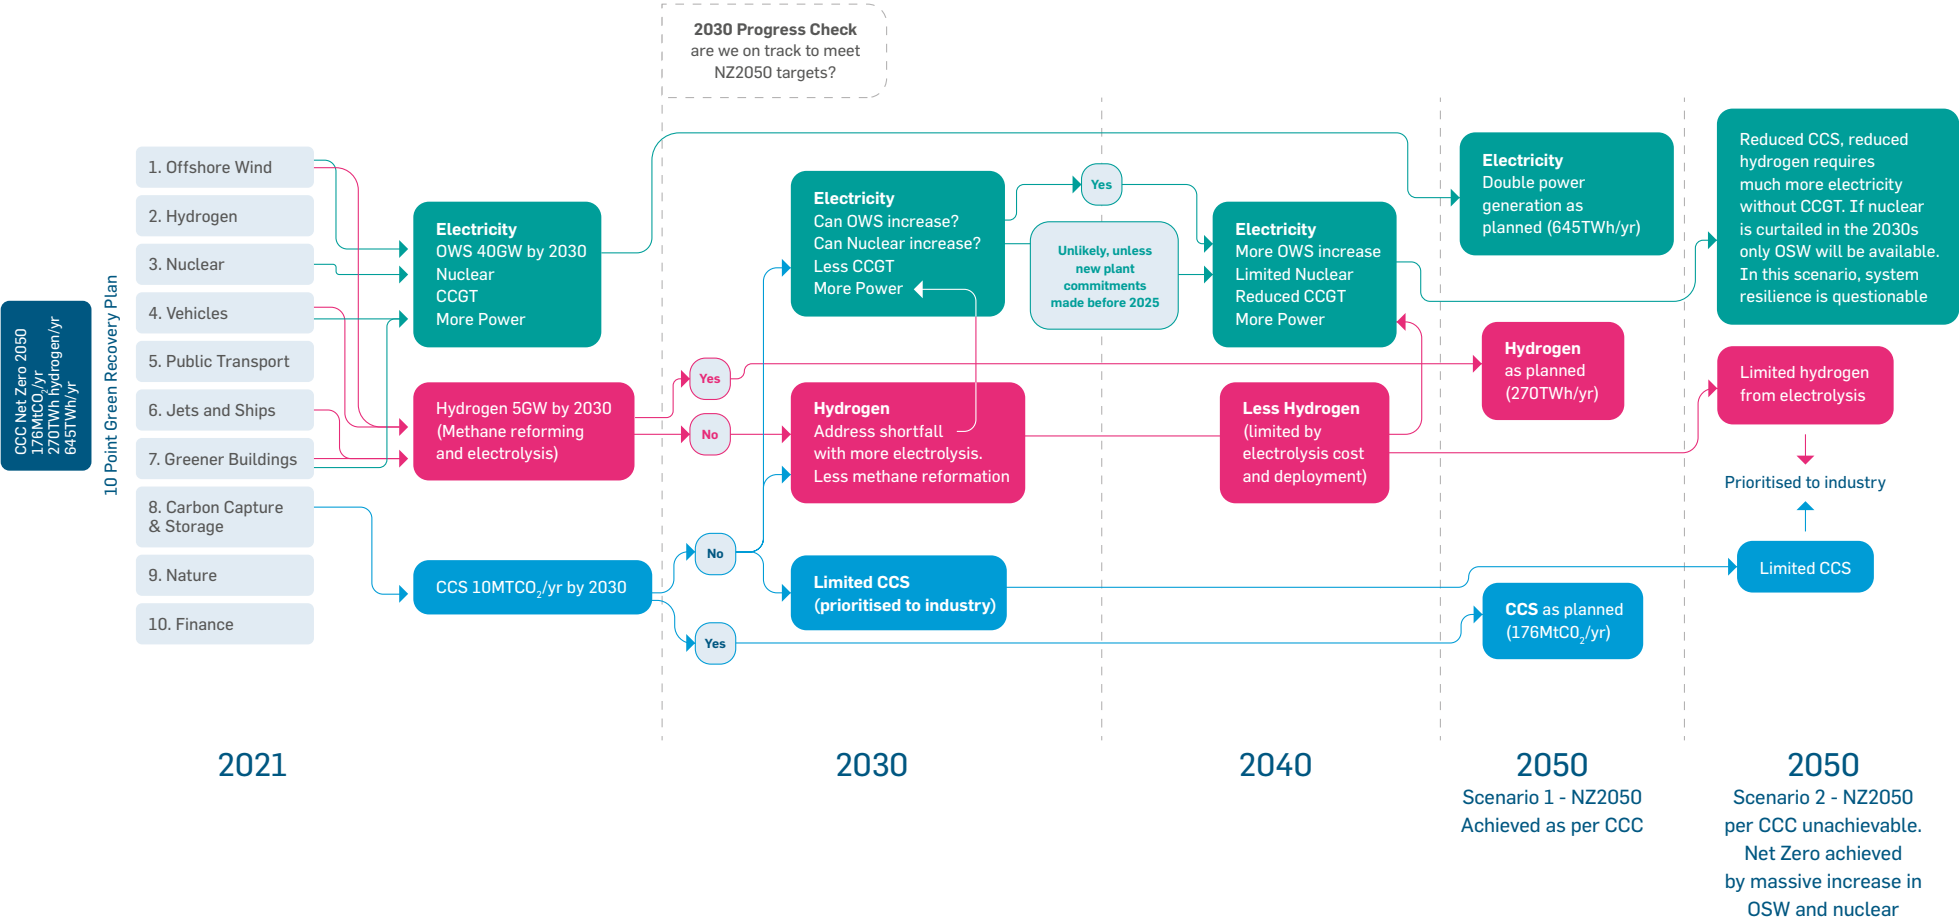 2030 Progress Check
are we on track to meet
NZ2050 targets?
CCC Net Zero 2050
176MtCO₂/yr
270TWh hydrogen/yr
645TWh/yr
10 Point Green Recovery Plan
1. Offshore Wind
2. Hydrogen
3. Nuclear
4. Vehicles
5. Public Transport
6. Jets and Ships
7. Greener Buildings
8. Carbon Capture
& Storage
9. Nature
10. Finance
Electricity
OWS 40GW by 2030
Nuclear
CCGT
More Power
Hydrogen 5GW by 2030
(Methane reforming
and electrolysis)
CCS 10MTCO₂/yr by 2030
Yes
No
No
Yes
Electricity
Can OWS increase?
Can Nuclear increase?
Less CCGT
More Power
Hydrogen
Address shortfall
with more electrolysis.
Less methane reformation
Limited CCS
(prioritised to industry)
Yes
Unlikely, unless
new plant
commitments
made before 2025
Electricity
More OWS increase
Limited Nuclear
Reduced CCGT
More Power
Less Hydrogen
(limited by
electrolysis cost
and deployment)
Electricity
Double power
generation as
planned (645TWh/yr)
Hydrogen
as planned
(270TWh/yr)
CCS as planned
(176MtC0₂/yr)
Reduced CCS, reduced
hydrogen requires
much more electricity
without CCGT. If nuclear
is curtailed in the 2030s
only OSW will be available.
In this scenario, system
resilience is questionable
Limited hydrogen
from electrolysis
Prioritised to industry
Limited CCS
2021
2030
2040
2050
Scenario 1 - NZ2050
Achieved as per CCC
2050
Scenario 2 - NZ2050
per CCC unachievable.
Net Zero achieved
by massive increase in
OSW and nuclear